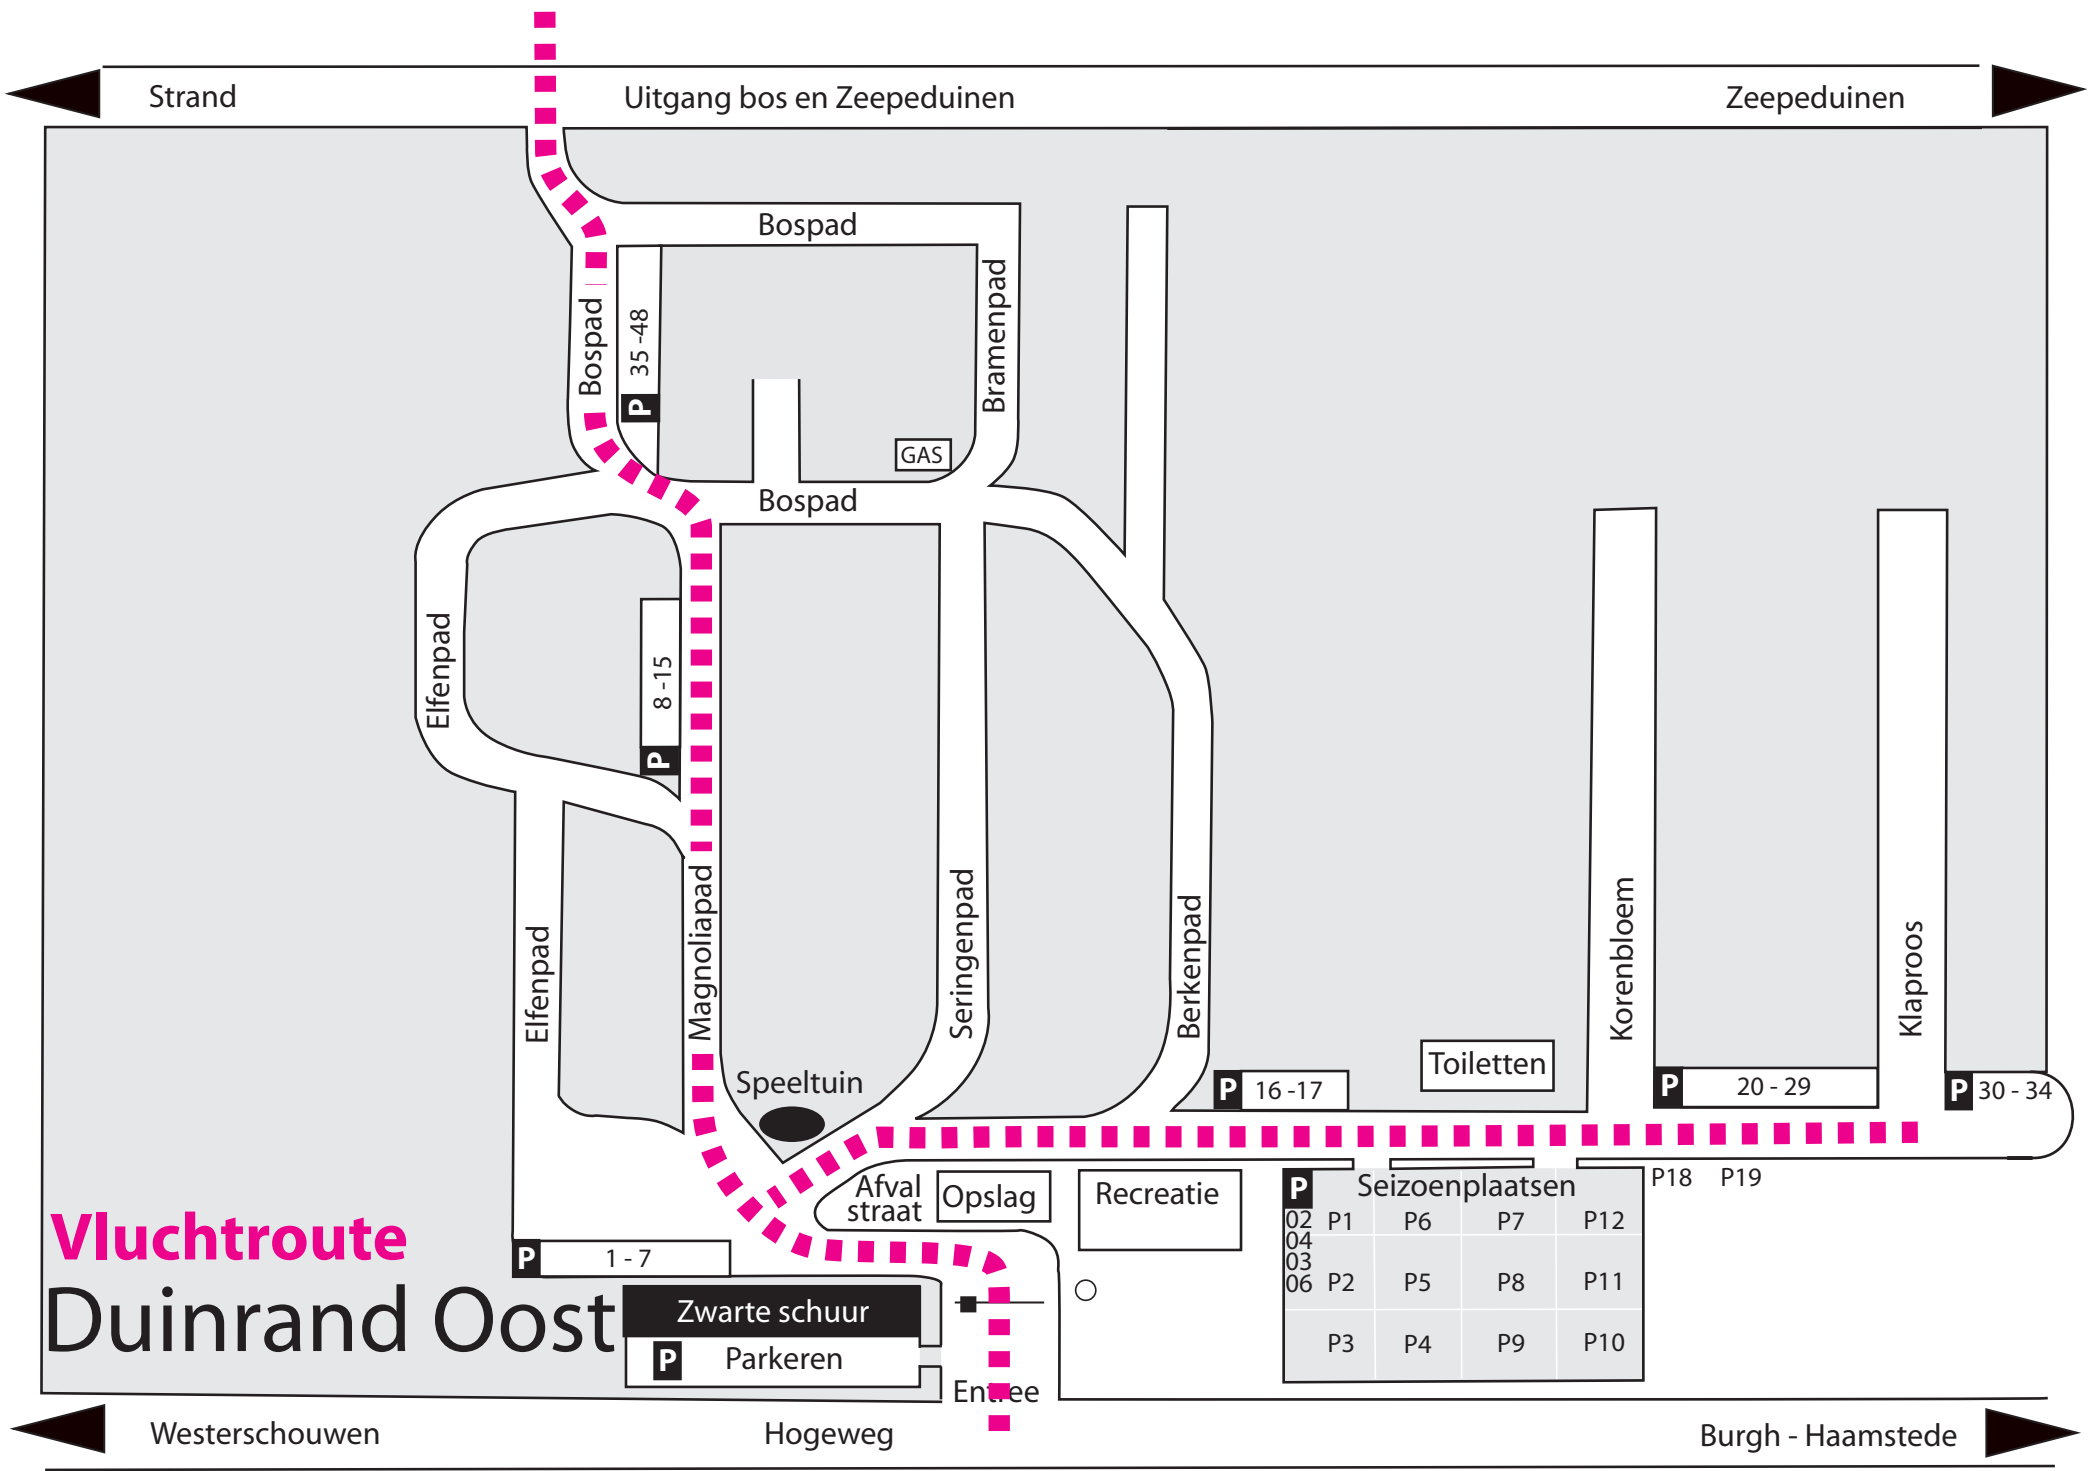 Strand
Uitgang bos en Zeepeduinen
Zeepeduinen
Bospad
Bospad
35 -48
P
Bramenpad
GAS
Bospad
Elfenpad
8 -15
P
Magnoliapad
Elfenpad
Seringenpad
Berkenpad
Korenbloem
Klaproos
Speeltuin
P 16 -17
Toiletten
P 20 - 29
P 30 - 34
Afval
straat
Opslag
Recreatie
P Seizoenplaatsen
P18 P19
02 P1 P6 P7 P12
04
03
06 P2 P5 P8 P11
P3 P4 P9 P10
Vluchtroute
Duinrand Oost
P 1 - 7
Zwarte schuur
P Parkeren
Entree
Westerschouwen
Hogeweg
Burgh - Haamstede